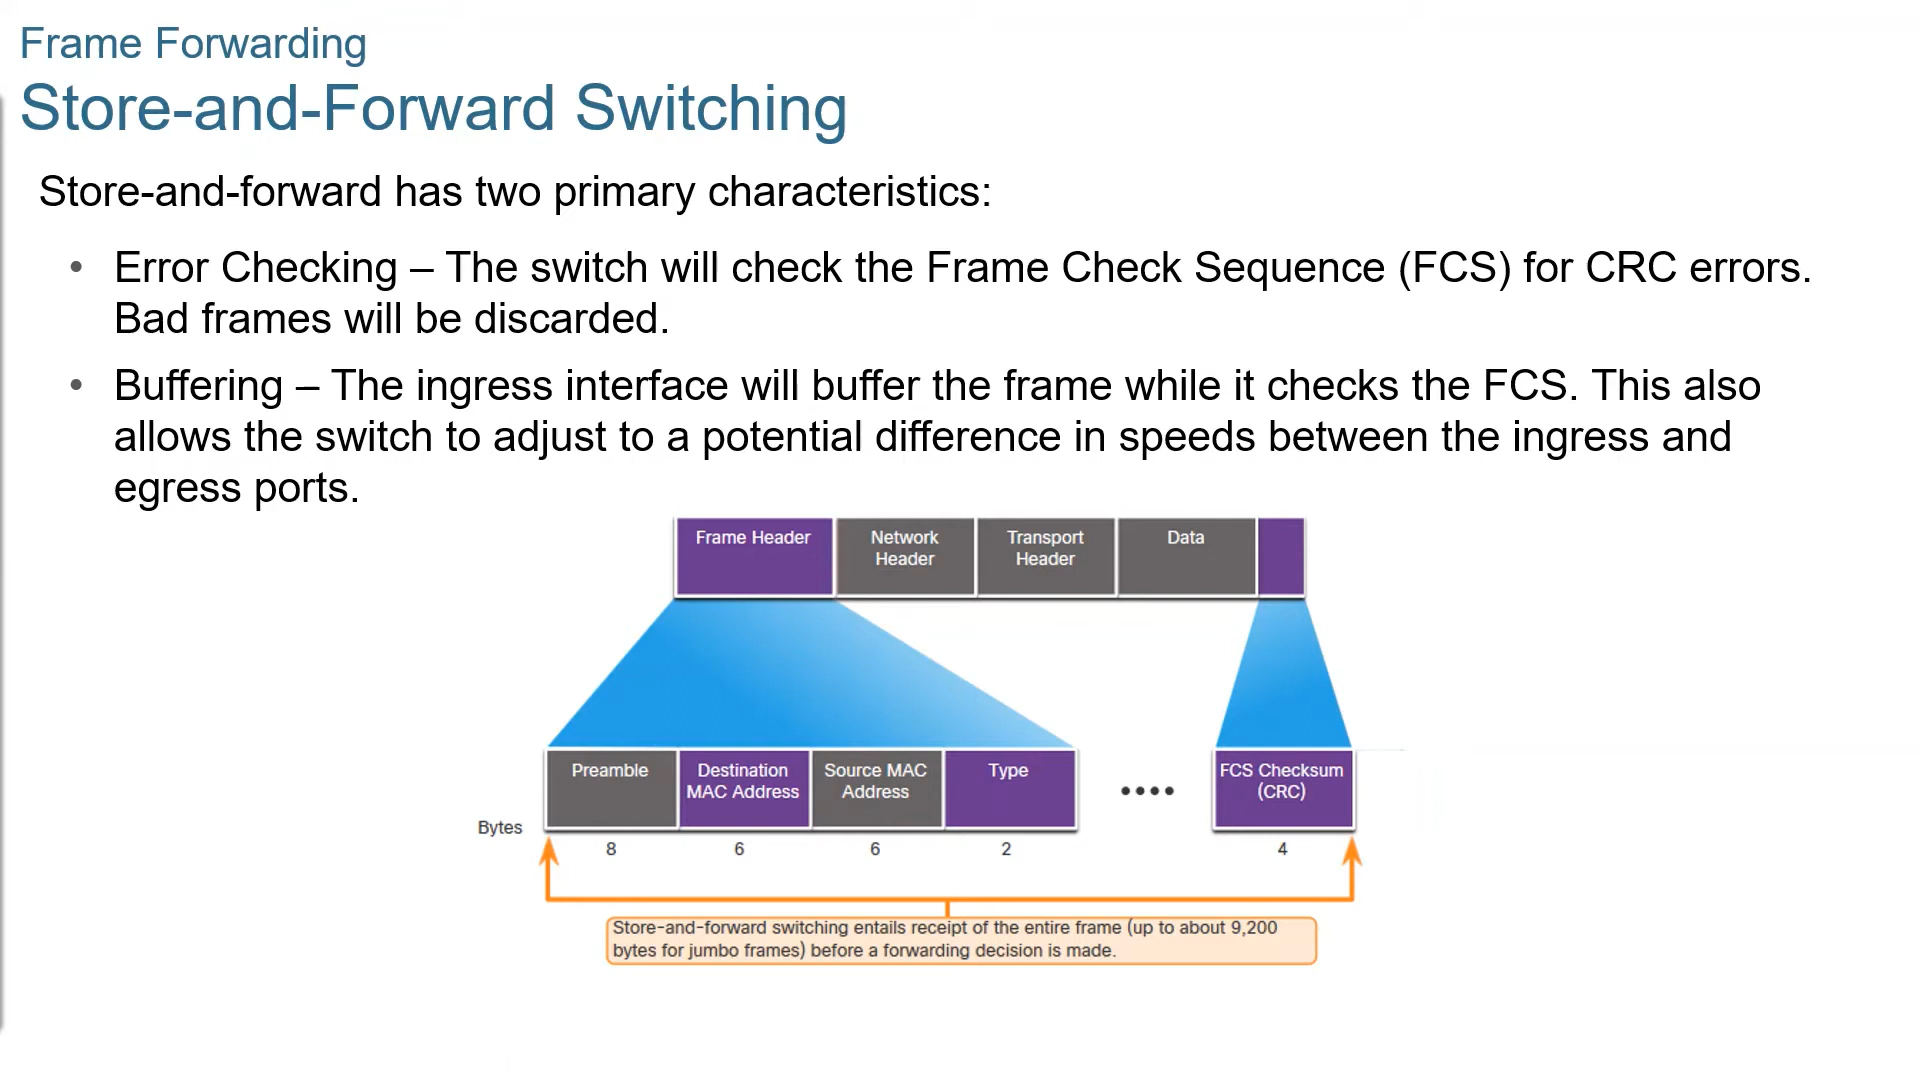 Frame Forwarding
Store-and-Forward Switching
Store-and-forward has two primary characteristics:
• Error Checking – The switch will check the Frame Check Sequence (FCS) for CRC errors.
Bad frames will be discarded.
• Buffering – The ingress interface will buffer the frame while it checks the FCS. This also
allows the switch to adjust to a potential difference in speeds between the ingress and
egress ports.
Frame Header
Network
Header
Transport
Header
Data
Preamble
Destination
MAC Address
Source MAC
Address
Type
••••
FCS Checksum
(CRC)
Bytes
8
6
6
2
4
Store-and-forward switching entails receipt of the entire frame (up to about 9,200
bytes for jumbo frames) before a forwarding decision is made.